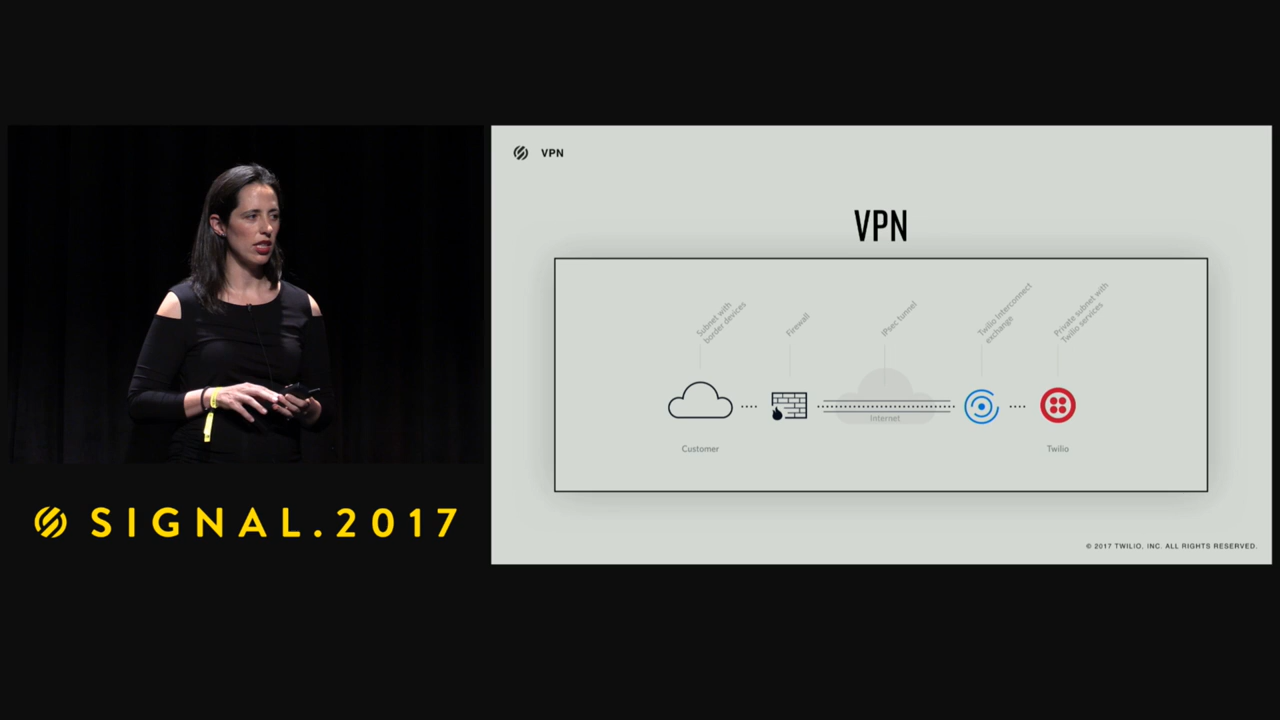 VPN
VPN
Subnet with
border devices
Firewall
IPsec tunnel
Twilio interconnect
exchange
Private subnet with
Twilio services
Internet
Customer
Twilio
SIGNAL.2017
© 2017 TWILIO, INC. ALL RIGHTS RESERVED.